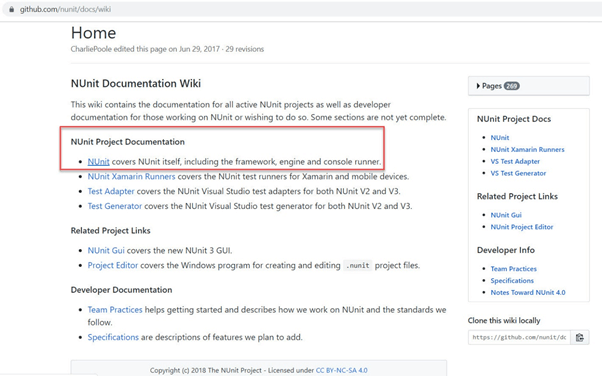 github.com/nunit/docs/wiki
Home
CharliePoole edited this page on Jun 29, 2017 · 29 revisions
NUnit Documentation Wiki
This wiki contains the documentation for all active NUnit projects as well as developer
documentation for those working on NUnit or wishing to do so. Some sections are not yet complete.
NUnit Project Documentation
• NUnit covers NUnit itself, including the framework, engine and console runner.
• NUnit Xamarin Runners covers the NUnit test runners for Xamarin and mobile devices.
• Test Adapter covers the NUnit Visual Studio test adapters for both NUnit V2 and V3.
• Test Generator covers the NUnit Visual Studio test generator for both NUnit V2 and V3.
Related Project Links
• NUnit Gui covers the new NUnit 3 GUI.
• Project Editor covers the Windows program for creating and editing .nunit project files.
Developer Documentation
• Team Practices helps getting started and describes how we work on NUnit and the standards we
follow.
• Specifications are descriptions of features we plan to add.
Copyright (c) 2018 The NUnit Project - Licensed under CC BY-NC-SA 4.0
Pages 269
NUnit Project Docs
• NUnit
• NUnit Xamarin Runners
• VS Test Adapter
• VS Test Generator
Related Project Links
• NUnit Gui
• NUnit Project Editor
Developer Info
• Team Practices
• Specifications
• Notes Toward NUnit 4.0
Clone this wiki locally
https://github.com/nunit/dc